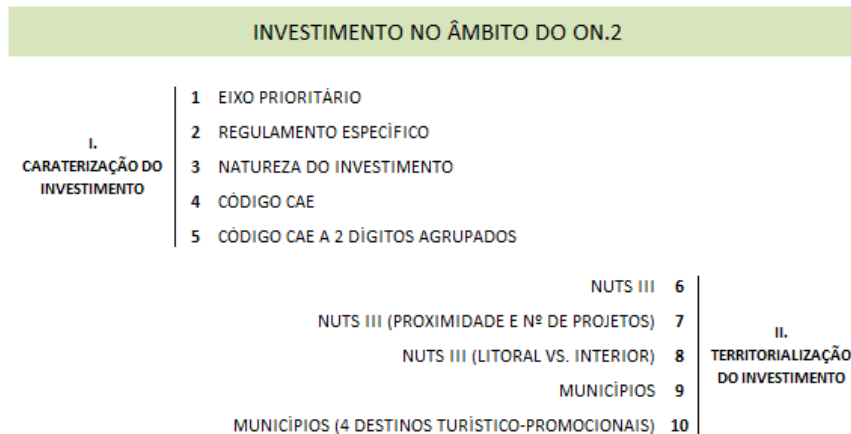 INVESTIMENTO NO ÂMBITO DO ON.2
I.
CARATERIZAÇÃO DO
INVESTIMENTO
1 EIXO PRIORITÁRIO
2 REGULAMENTO ESPECÍFICO
3 NATUREZA DO INVESTIMENTO
4 CÓDIGO CAE
5 CÓDIGO CAE A 2 DÍGITOS AGRUPADOS
NUTS III 6
NUTS III (PROXIMIDADE E Nº DE PROJETOS) 7
NUTS III (LITORAL VS. INTERIOR) 8
MUNICÍPIOS 9
MUNICÍPIOS (4 DESTINOS TURÍSTICO-PROMOCIONAIS) 10
II.
TERRITORIALIZAÇÃO
DO INVESTIMENTO